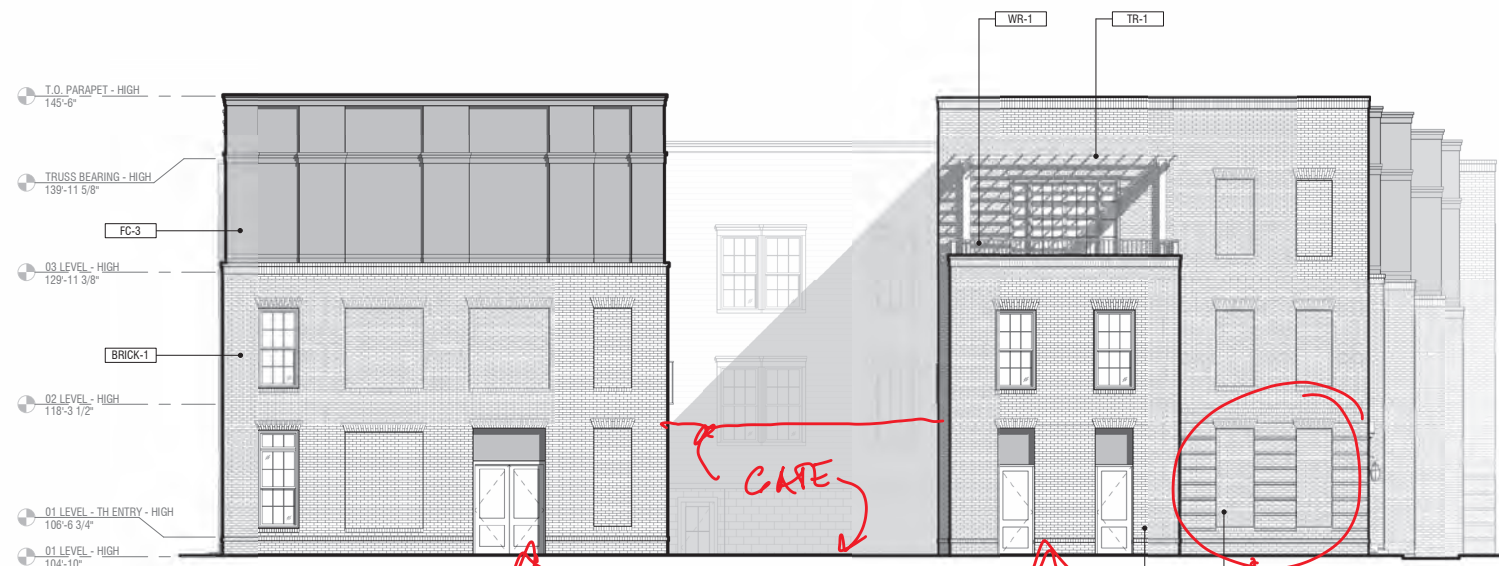 WR-1
TR-1
T.O. PARAPET - HIGH
145'-6"
TRUSS BEARING - HIGH
139'-11 5/8"
FC-3
03 LEVEL - HIGH
129'-11 3/8"
BRICK-1
02 LEVEL - HIGH
118'-3 1/2"
GATE
01 LEVEL - TH ENTRY - HIGH
106'-6 3/4"
01 LEVEL - HIGH
104'-10"